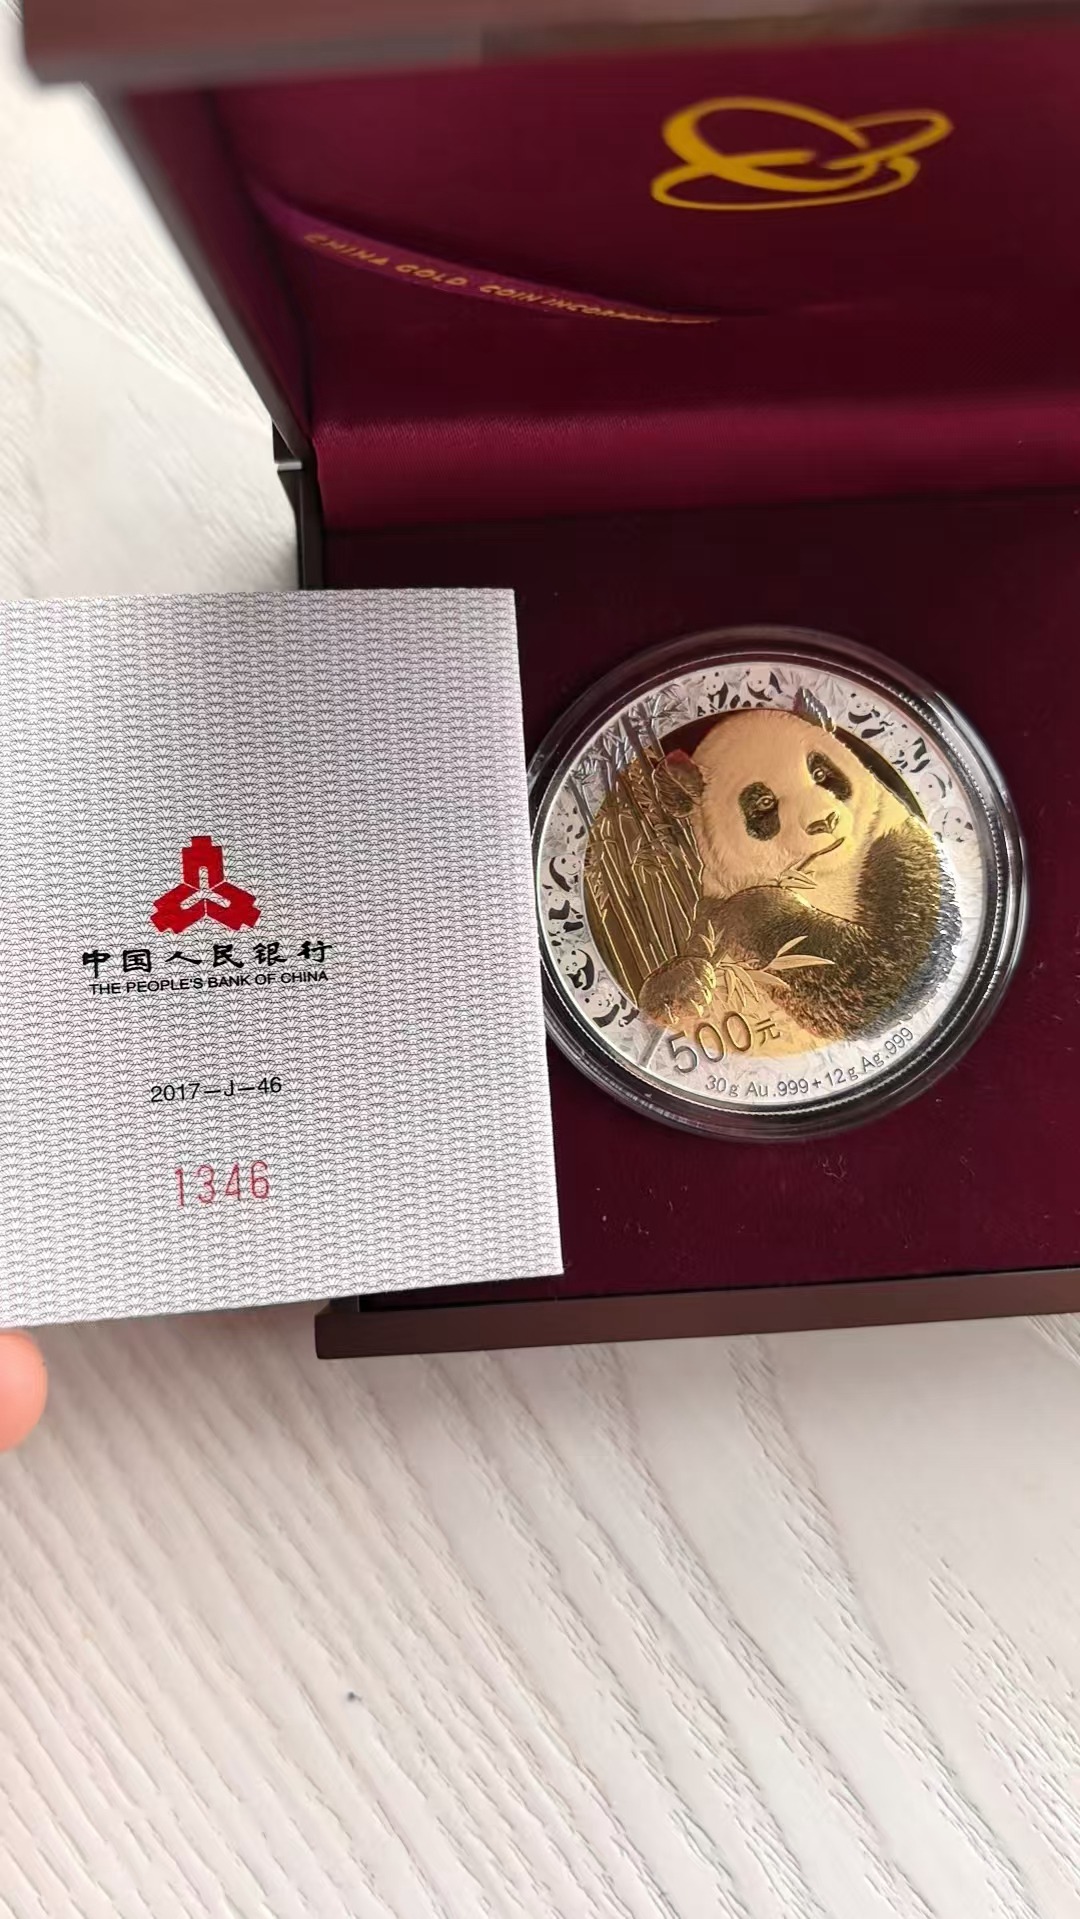 CHINA GOLD COIN INCORPORATION
中国人民银行
THE PEOPLE'S BANK OF CHINA
2017-J-46
1346
500元
30g Au.999+12g Ag.999